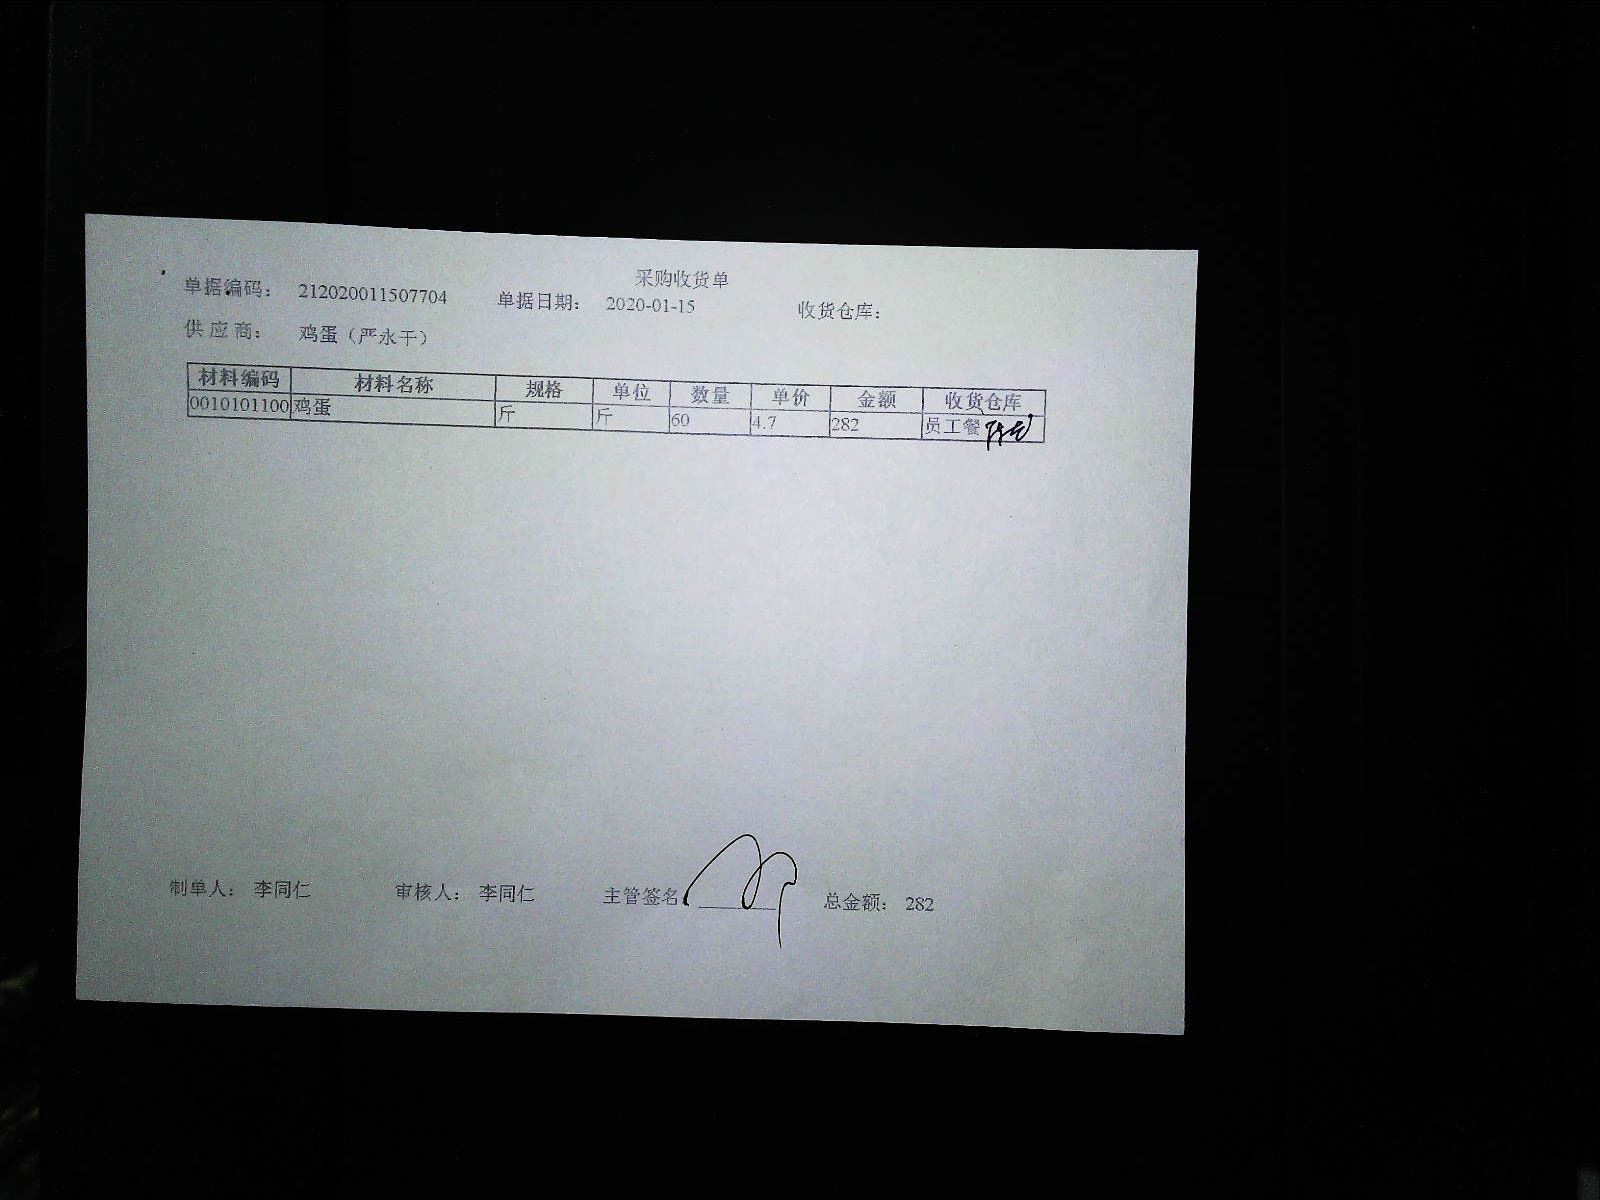 采购收货单
单据编码： 212020011507704 单据日期： 2020-01-15 收货仓库：
供应商： 鸡蛋（严永干）
材料编码 材料名称 规格 单位 数量 单价 金额 收货仓库
0010101100 鸡蛋 斤 斤 60 4.7 282 员工餐
制单人： 李同仁 审核人： 李同仁 主管签名 总金额： 282